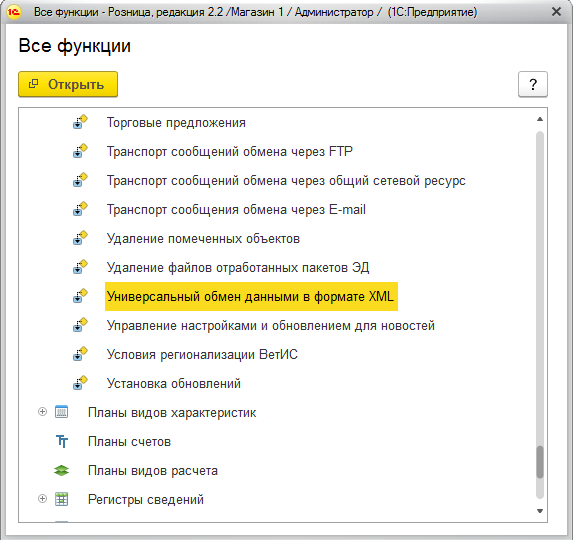 Все функции - Розница, редакция 2.2 /Магазин 1 / Администратор / (1С:Предприятие)
Все функции
Открыть
?
Торговые предложения
Транспорт сообщений обмена через FTP
Транспорт сообщений обмена через общий сетевой ресурс
Транспорт сообщения обмена через E-mail
Удаление помеченных объектов
Удаление файлов отработанных пакетов ЭД
Универсальный обмен данными в формате XML
Управление настройками и обновлением для новостей
Условия регионализации ВетИС
Установка обновлений
Планы видов характеристик
Планы счетов
Планы видов расчета
Регистры сведений